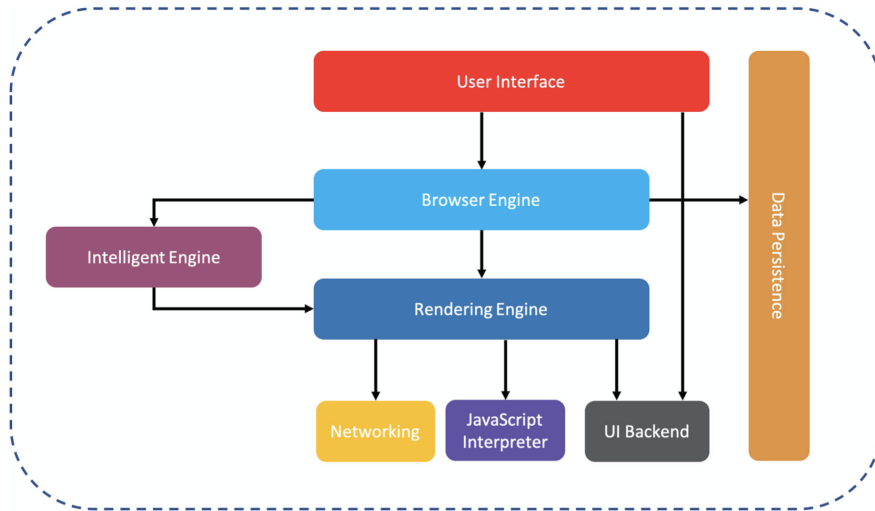 User Interface
Browser Engine
Intelligent Engine
Rendering Engine
Networking
JavaScript
Interpreter
UI Backend
Data Persistence